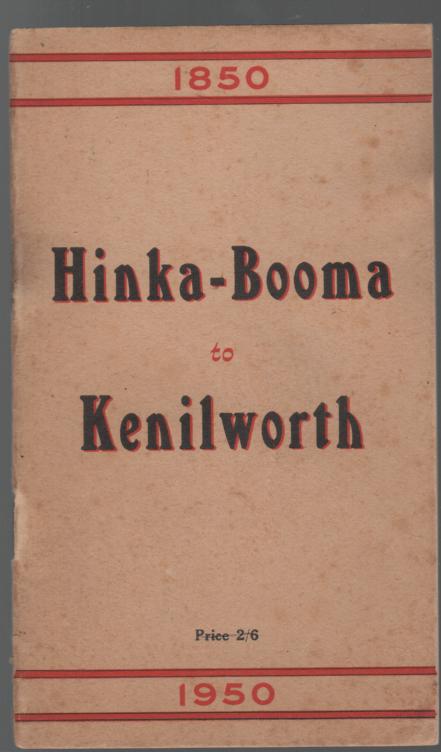 1850
Hinka-Booma
to
Kenilworth
Price 2/6
1950